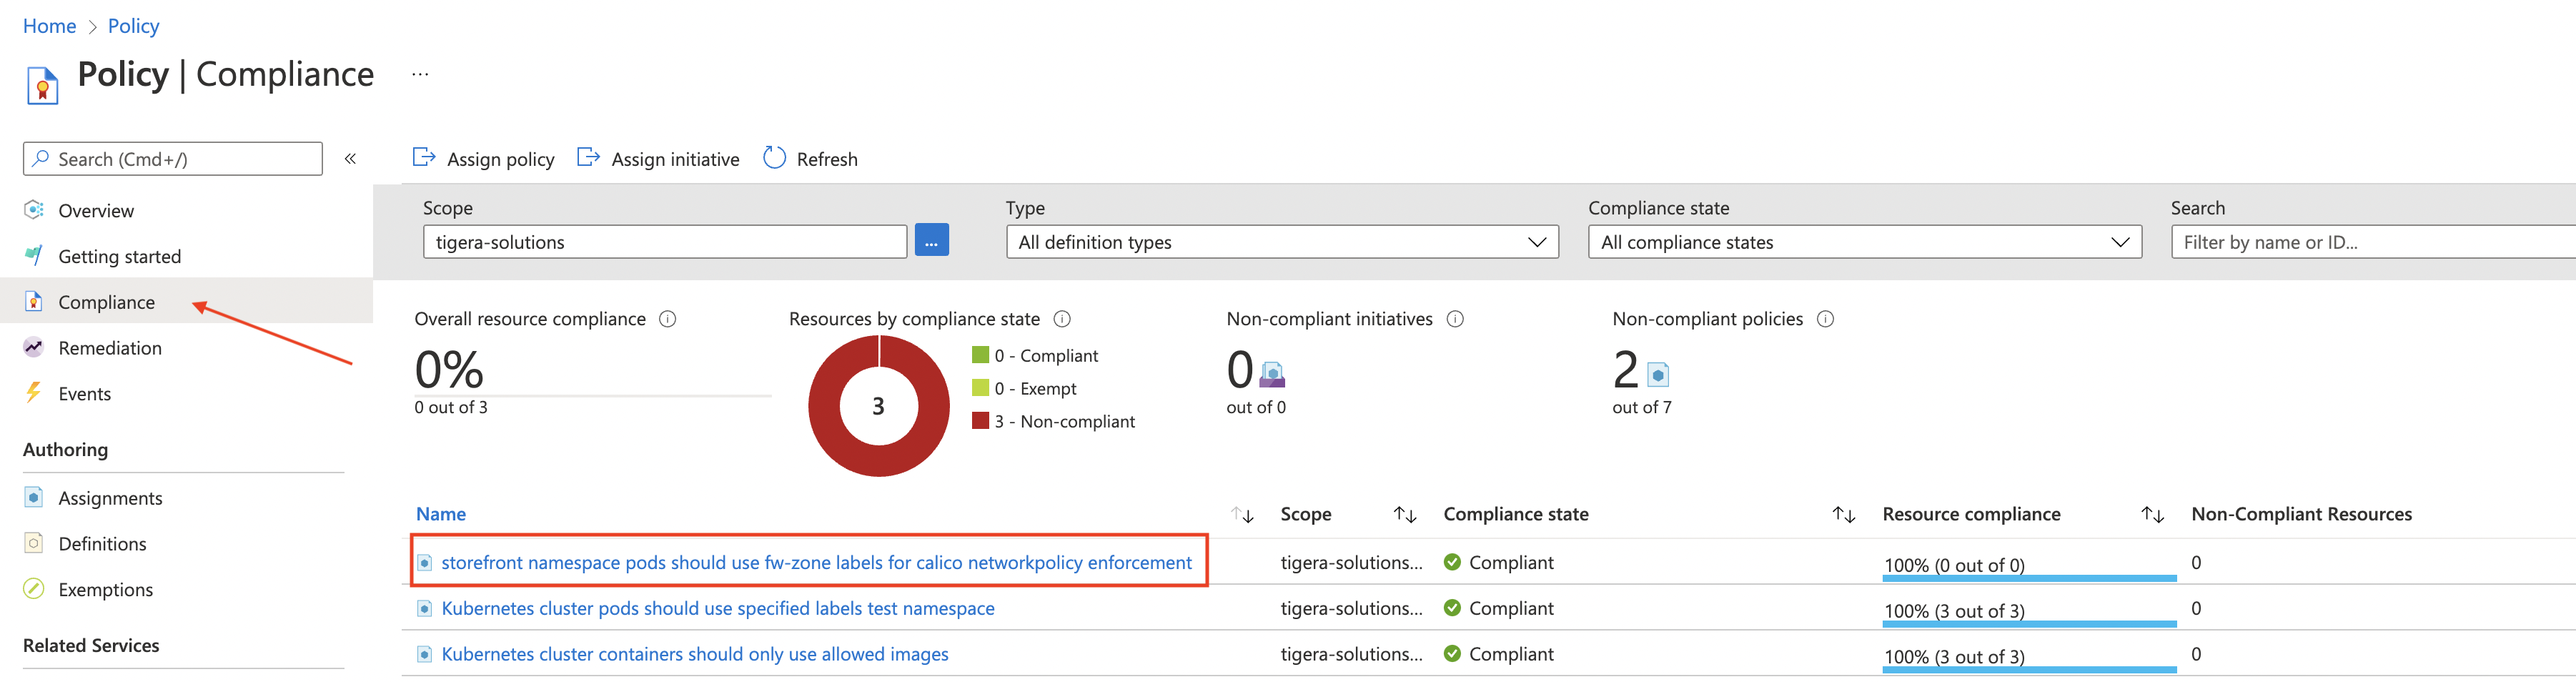 Home > Policy
Policy | Compliance ...
Search (Cmd+/) «
Overview
Getting started
Compliance
Remediation
Events
Authoring
Assignments
Definitions
Exemptions
Related Services
Assign policy Assign initiative Refresh
Scope Type Compliance state Search
tigera-solutions ... All definition types All compliance states Filter by name or ID...
Overall resource compliance Resources by compliance state Non-compliant initiatives Non-compliant policies
0%
0 out of 3
3
0 - Compliant
0 - Exempt
3 - Non-compliant
0
out of 0
2
out of 7
Name Scope Compliance state Resource compliance Non-Compliant Resources
storefront namespace pods should use fw-zone labels for calico networkpolicy enforcement tigera-solutions... Compliant 100% (0 out of 0) 0
Kubernetes cluster pods should use specified labels test namespace tigera-solutions... Compliant 100% (3 out of 3) 0
Kubernetes cluster containers should only use allowed images tigera-solutions... Compliant 100% (3 out of 3) 0